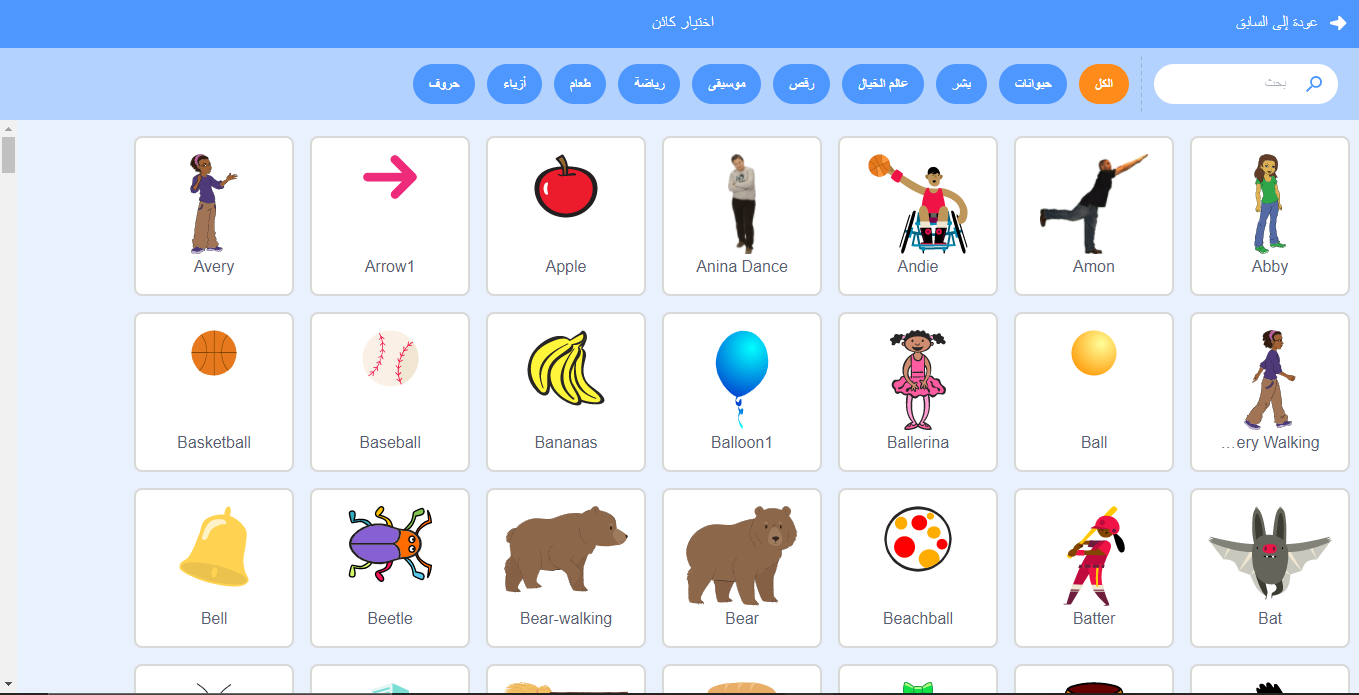 عودة إلى السابق
اختيار كائن
بحث
الكل
حيوانات
بشر
عالم الخيال
رقص
موسيقى
رياضة
طعام
أزياء
حروف
Abby
Amon
Andie
Anina Dance
Apple
Arrow1
Avery
...ery Walking
Ball
Ballerina
Balloon1
Bananas
Baseball
Basketball
Bat
Batter
Beachball
Bear
Bear-walking
Beetle
Bell